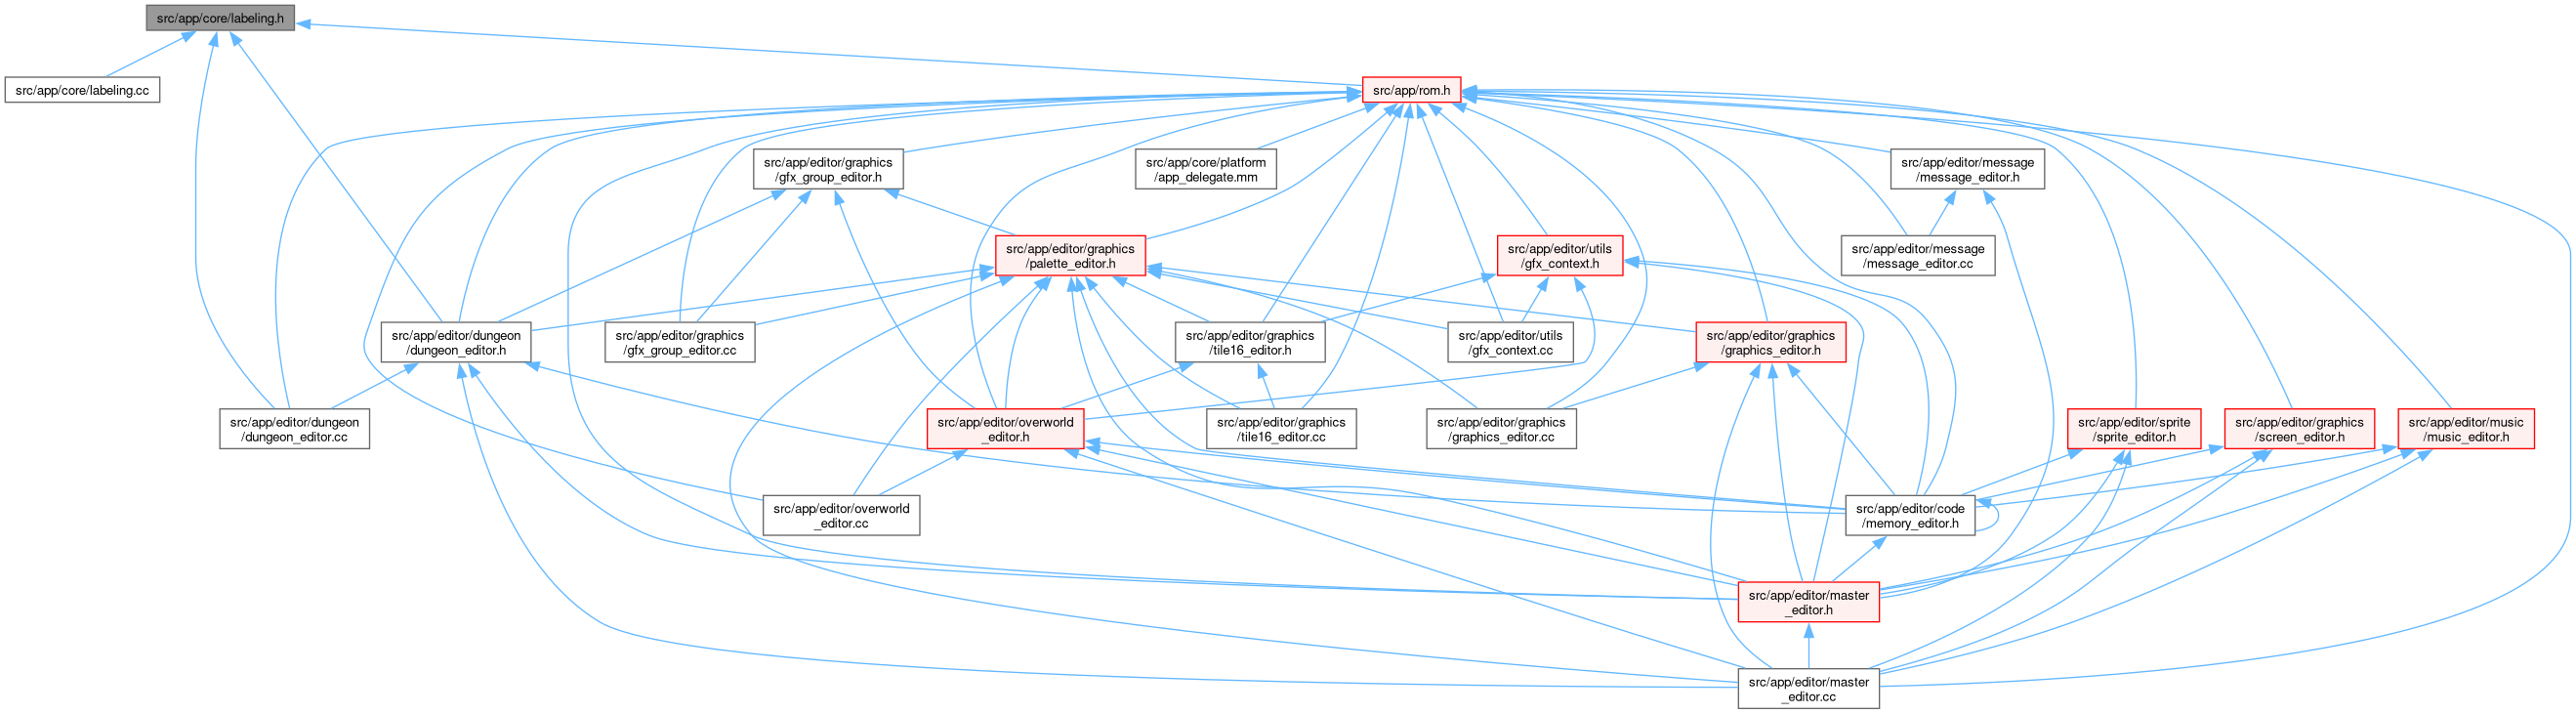 src/app/core/labeling.h
src/app/core/labeling.cc
src/app/rom.h
src/app/editor/graphics
/gfx_group_editor.h
src/app/core/platform
/app_delegate.mm
src/app/editor/message
/message_editor.h
src/app/editor/graphics
/palette_editor.h
src/app/editor/utils
/gfx_context.h
src/app/editor/message
/message_editor.cc
src/app/editor/dungeon
/dungeon_editor.h
src/app/editor/graphics
/gfx_group_editor.cc
src/app/editor/graphics
/tile16_editor.h
src/app/editor/utils
/gfx_context.cc
src/app/editor/graphics
/graphics_editor.h
src/app/editor/dungeon
/dungeon_editor.cc
src/app/editor/overworld
_editor.h
src/app/editor/graphics
/tile16_editor.cc
src/app/editor/graphics
/graphics_editor.cc
src/app/editor/sprite
/sprite_editor.h
src/app/editor/graphics
/screen_editor.h
src/app/editor/music
/music_editor.h
src/app/editor/overworld
_editor.cc
src/app/editor/code
/memory_editor.h
src/app/editor/master
_editor.h
src/app/editor/master
_editor.cc